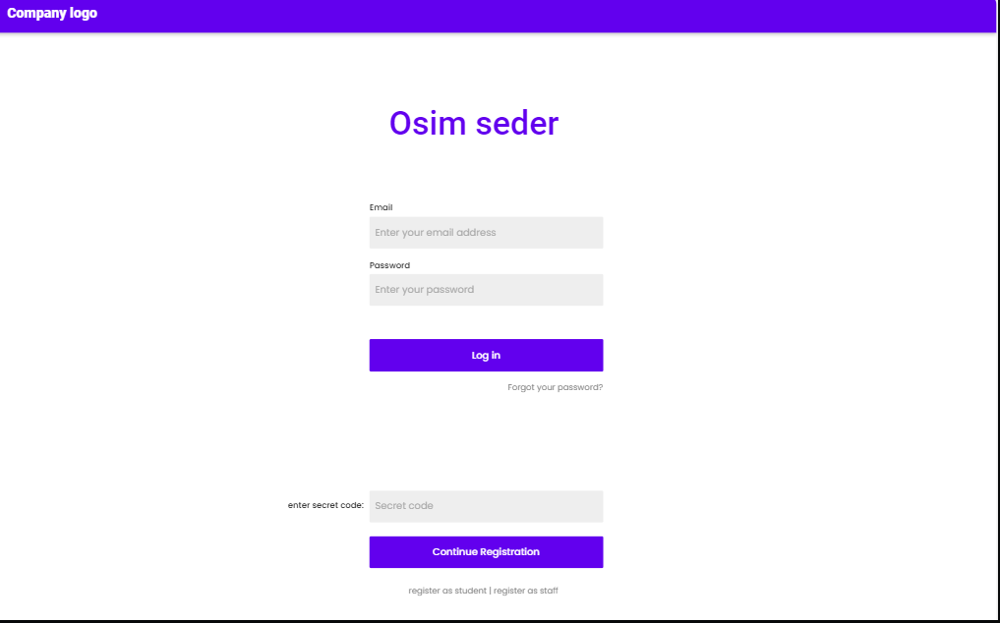 Company logo
Osim seder
Email
Enter your email address
Password
Enter your password
Log in
Forgot your password?
enter secret code: Secret code
Continue Registration
register as student | register as staff